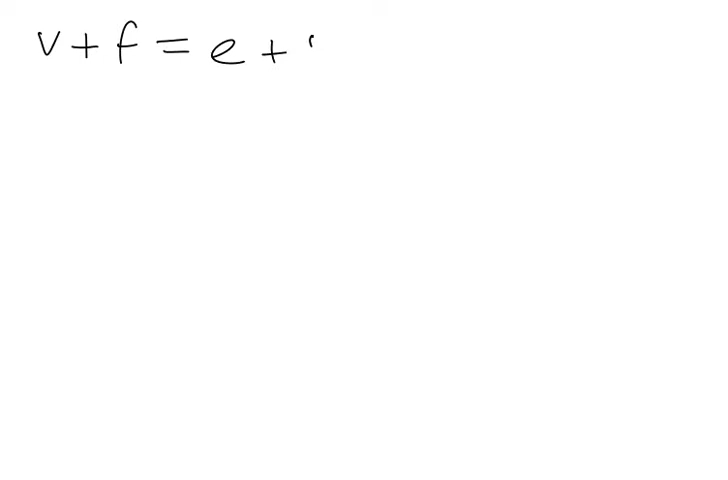 v + f = e +